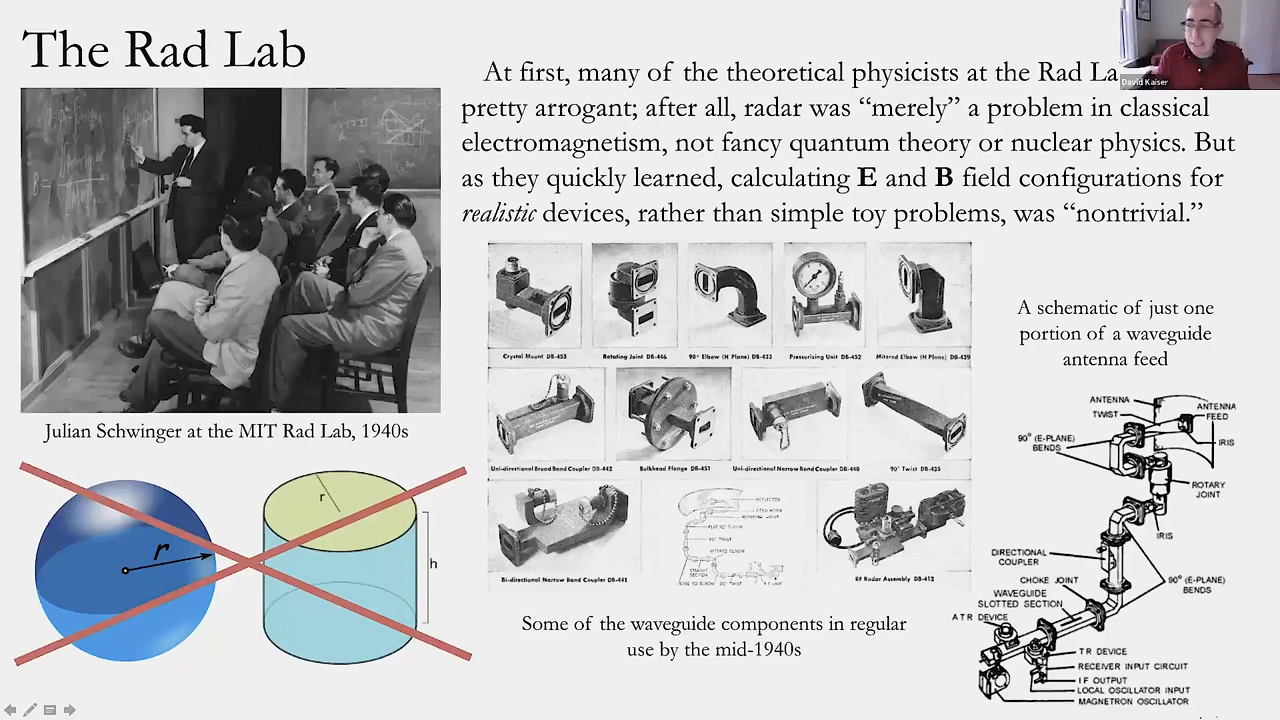 The Rad Lab
At first, many of the theoretical physicists at the Rad La
pretty arrogant; after all, radar was “merely” a problem in classical
electromagnetism, not fancy quantum theory or nuclear physics. But
as they quickly learned, calculating E and B field configurations for
realistic devices, rather than simple toy problems, was “nontrivial.”
David Kaiser
Julian Schwinger at the MIT Rad Lab, 1940s
r
r
h
Crystal Mount DB-453
Rotating Joint DB-446
90° Elbow (H Plane) DB-433
Pressurizing Unit DB-452
Mitered Elbow (H Plane) DB-439
Uni-directional Broad Band Coupler DB-442
Bulkhead Flange DB-451
Uni-directional Narrow Band Coupler DB-440
90° Twist DB-435
Bi-directional Narrow Band Coupler DB-441
RF Radar Assembly DB-412
Some of the waveguide components in regular
use by the mid-1940s
A schematic of just one
portion of a waveguide
antenna feed
ANTENNA
TWIST
ANTENNA
FEED
90° (E-PLANE)
BENDS
IRIS
ROTARY
JOINT
IRIS
DIRECTIONAL
COUPLER
CHOKE JOINT
90° (E-PLANE)
BENDS
WAVEGUIDE
SLOTTED SECTION
ATR DEVICE
TR DEVICE
RECEIVER INPUT CIRCUIT
IF OUTPUT
LOCAL OSCILLATOR INPUT
MAGNETRON OSCILLATOR